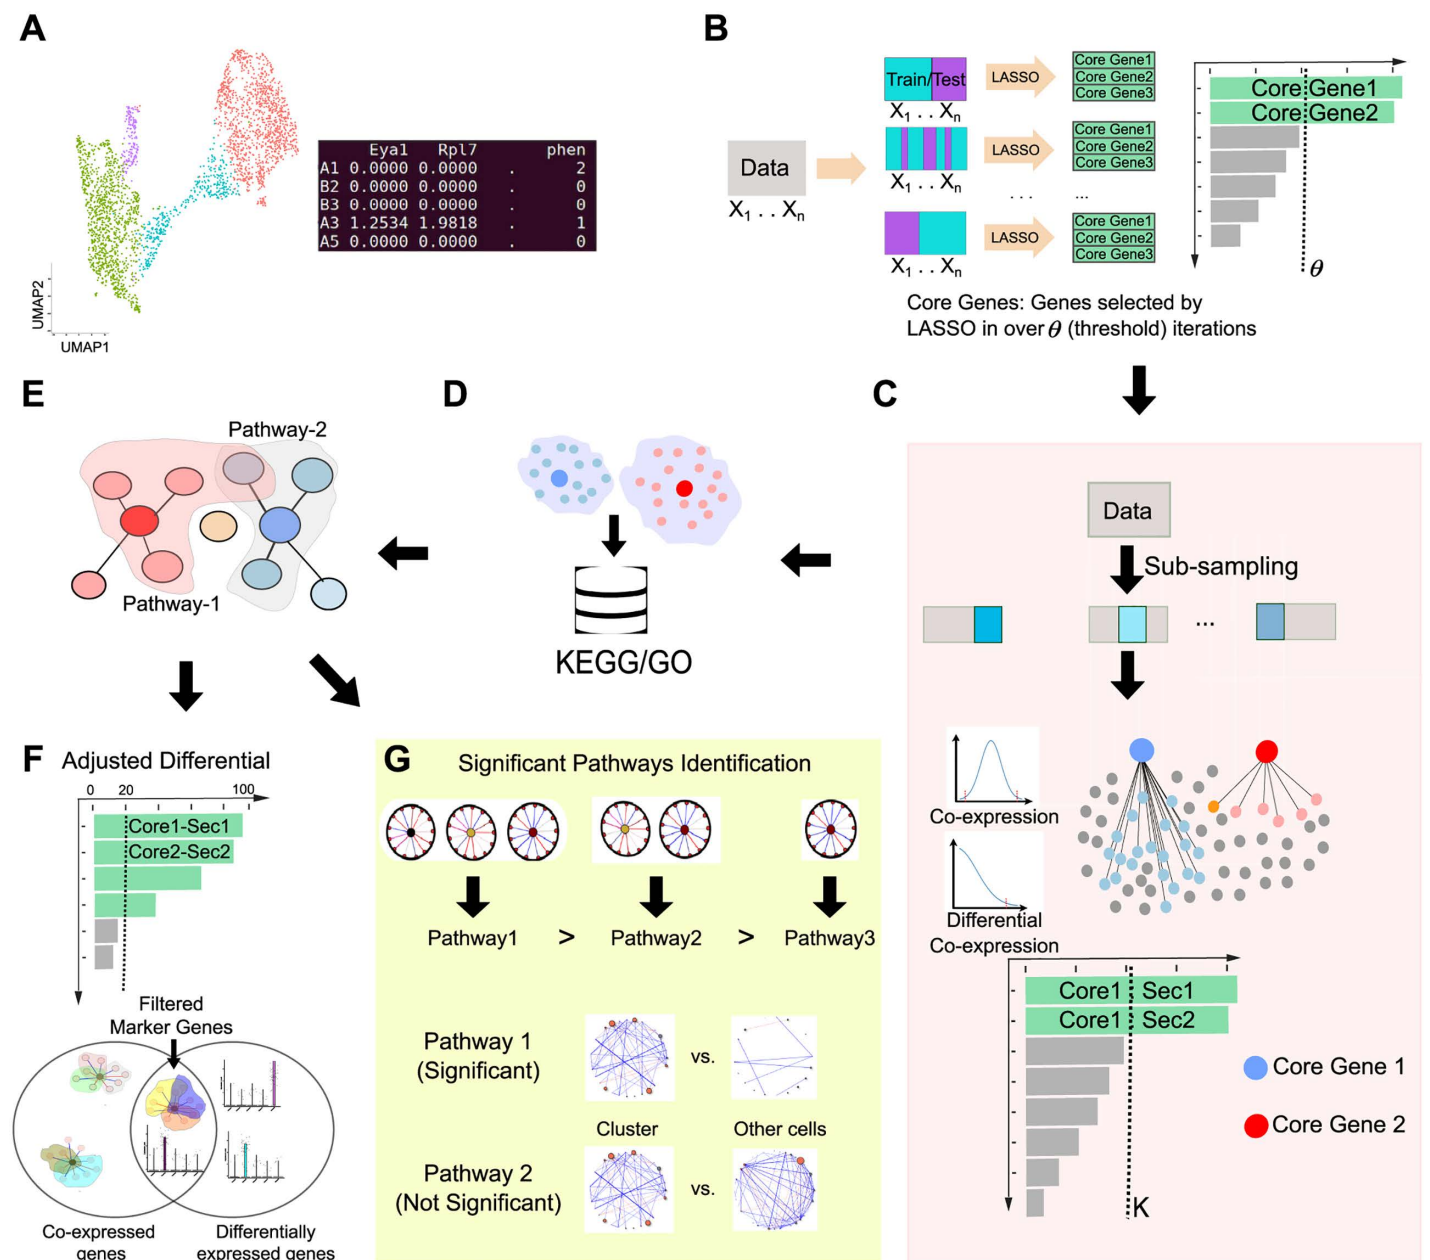 A
UMAP2
UMAP1
Eya1 Rpl7 phen
A1 0.0000 0.0000 . 2
B2 0.0000 0.0000 . 0
B3 0.0000 0.0000 . 0
A3 1.2534 1.9818 . 1
A5 0.0000 0.0000 . 0
B
Data
X1 . . Xn
Train/Test
X1 . . Xn
LASSO
Core Gene1
Core Gene2
Core Gene3
X1 . . Xn
LASSO
Core Gene1
Core Gene2
Core Gene3
. . . ...
X1 . . Xn
LASSO
Core Gene1
Core Gene2
Core Gene3
Core Gene1
Core Gene2
θ
Core Genes: Genes selected by
LASSO in over θ (threshold) iterations
C
Data
Sub-sampling
...
Co-expression
Differential
Co-expression
Core1 Sec1
Core1 Sec2
K
Core Gene 1
Core Gene 2
D
KEGG/GO
E
Pathway-2
Pathway-1
F
Adjusted Differential
0 20 100
Core1-Sec1
Core2-Sec2
Filtered
Marker Genes
Co-expressed
genes
Differentially
expressed genes
G
Significant Pathways Identification
Pathway1 > Pathway2 > Pathway3
Pathway 1
(Significant)
vs.
Cluster Other cells
Pathway 2
(Not Significant)
vs.